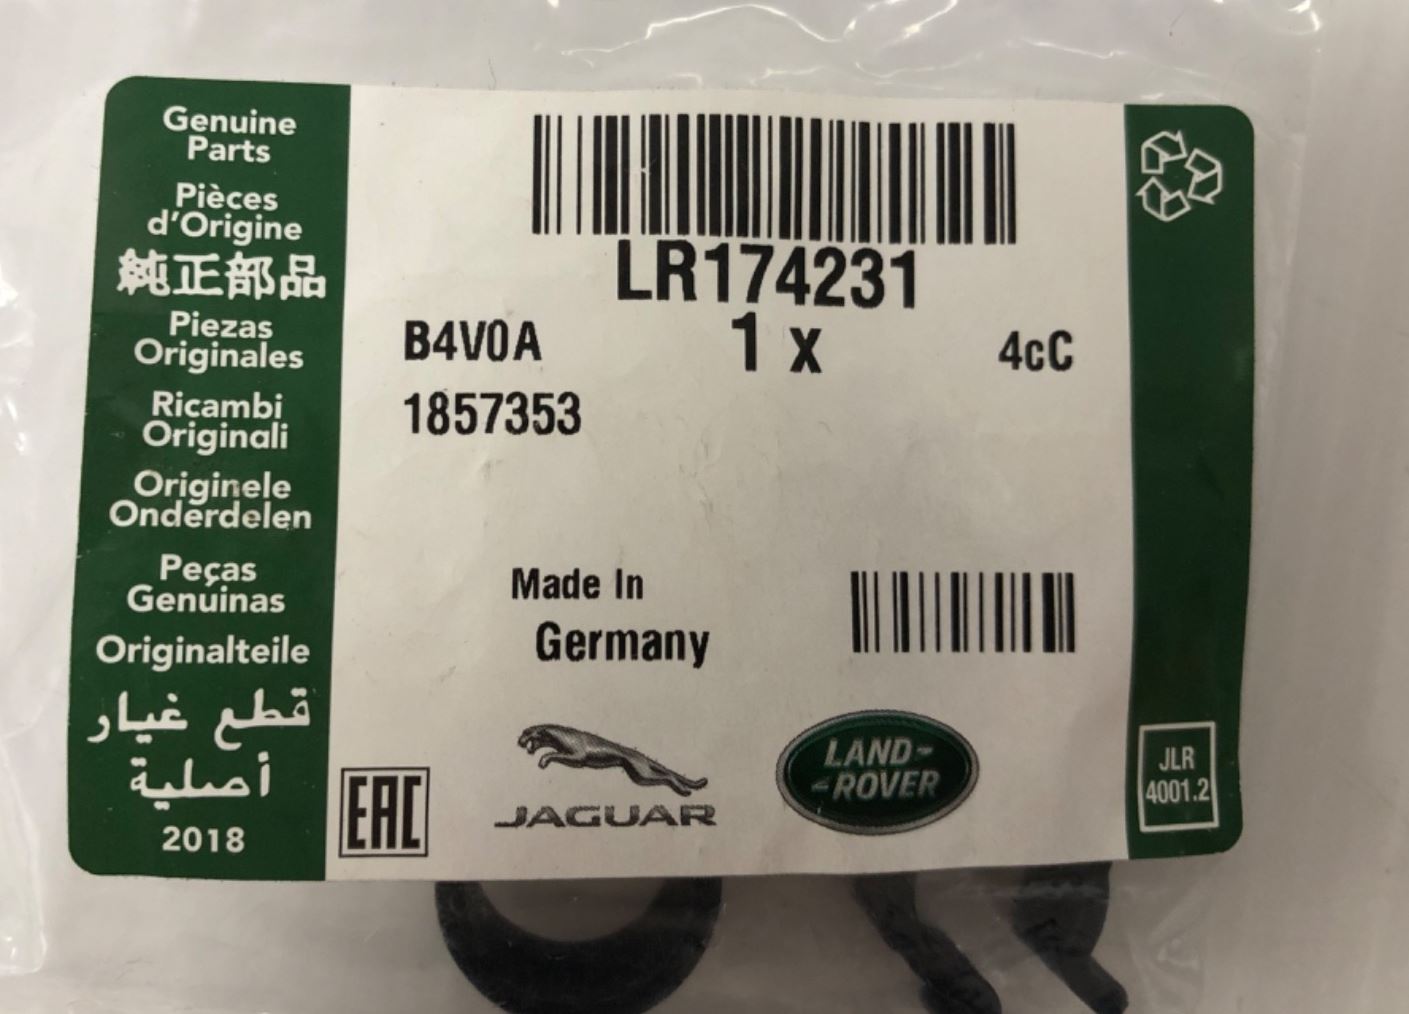 Genuine
Parts
Pièces
d'Origine
純正部品
Piezas
Originales
Ricambi
Originali
Originele
Onderdelen
Peças
Genuinas
Originalteile
قطع غيار
أصلية
2018
LR174231
B4V0A
1 x
4cC
1857353
Made In
Germany
EAC
JAGUAR
LAND-
-ROVER
JLR
4001.2